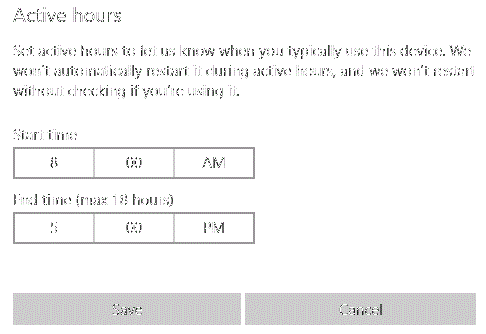 Active hours
Set active hours to let us know when you typically use this device. We
won't automatically restart it during active hours, and we won't restart
without checking if you're using it.
Start time
8 00 AM
End time (max 18 hours)
5 00 PM
Save Cancel